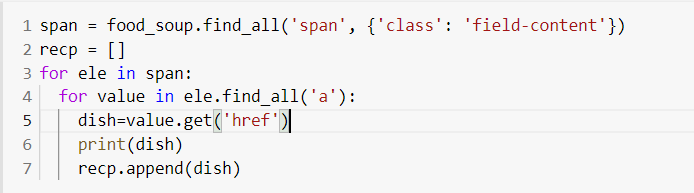 1 span = food_soup.find_all('span', {'class': 'field-content'})
2 recp = []
3 for ele in span:
4   for value in ele.find_all('a'):
5     dish=value.get('href')
6     print(dish)
7     recp.append(dish)